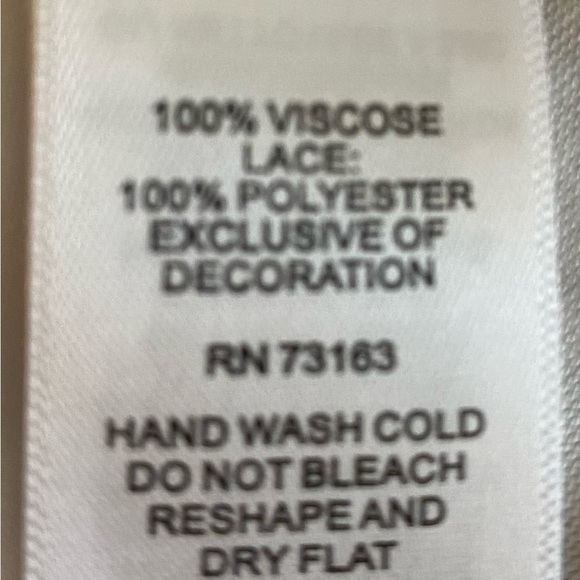 100% VISCOSE
LACE:
100% POLYESTER
EXCLUSIVE OF
DECORATION
RN 73163
HAND WASH COLD
DO NOT BLEACH
RESHAPE AND
DRY FLAT